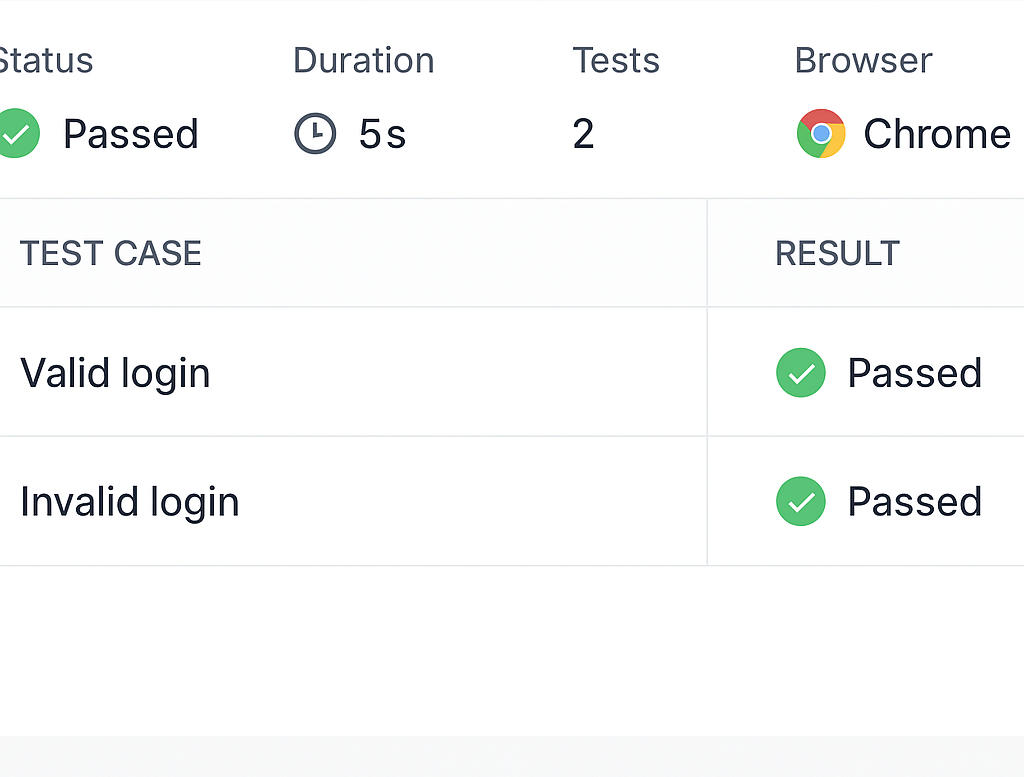 Status Duration Tests Browser
Passed 5s 2 Chrome
TEST CASE RESULT
Valid login Passed
Invalid login Passed